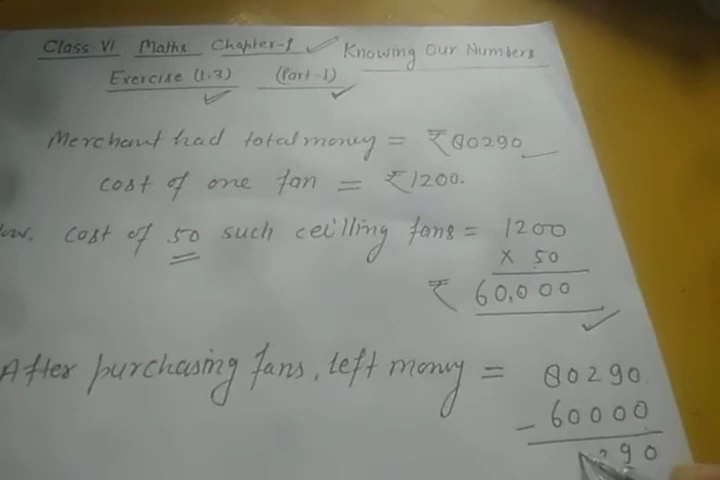 Class VI Maths Chapter-1 Knowing Our Numbers
Exercise (1.3) (Part-1)
Merchant had total money = ₹80290
cost of one fan = ₹1200.
cost of 50 such ceilling fans = 1200
× 50
₹ 60,000
After purchasing fans, left money = 80290
- 60000
290